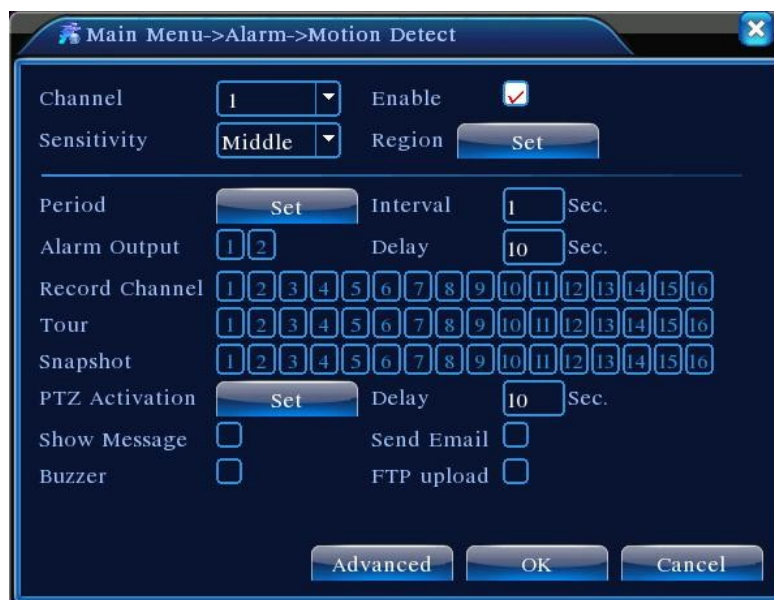 Main Menu->Alarm->Motion Detect
Channel 1 Enable
Sensitivity Middle Region Set
Period Set Interval 1 Sec.
Alarm Output 1 2 Delay 10 Sec.
Record Channel 1 2 3 4 5 6 7 8 9 10 11 12 13 14 15 16
Tour 1 2 3 4 5 6 7 8 9 10 11 12 13 14 15 16
Snapshot 1 2 3 4 5 6 7 8 9 10 11 12 13 14 15 16
PTZ Activation Set Delay 10 Sec.
Show Message Send Email
Buzzer FTP upload
Advanced OK Cancel